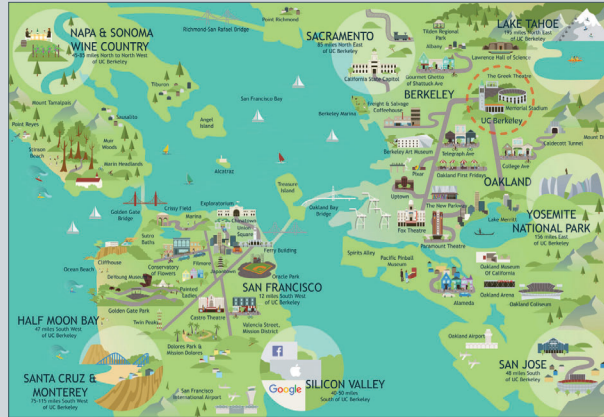 NAPA & SONOMA
WINE COUNTRY
45-85 miles North to North West
of UC Berkeley
Richmond-San Rafael Bridge
Point Richmond
SACRAMENTO
85 miles North East
of UC Berkeley
California State Capitol
Tilden Regional
Park
Albany
Gourmet Ghetto
of Shattuck Ave
BERKELEY
LAKE TAHOE
195 miles North East
of UC Berkeley
Lawrence Hall of Science
The Greek Theatre
Memorial Stadium
UC Berkeley
Mount Tamalpais
Tiburon
Point Reyes
Sausalito
Stinson
Beach
Muir
Woods
Marin Headlands
Angel
Island
San Francisco Bay
Alcatraz
Treasure
Island
Berkeley Marina
Freight & Salvage
Coffeehouse
Berkeley Art Museum
Telegraph Ave
Caldecott Tunnel
College Ave
Pixar
Oakland First Fridays
OAKLAND
Uptown
The New Parkway
Fox Theatre
Paramount Theatre
Lake Merritt
YOSEMITE
NATIONAL PARK
156 miles East
of UC Berkeley
Golden Gate
Bridge
Crissy Field
Marina
Exploratorium
Chinatown
Union
Square
Ferry Building
Oakland Bay
Bridge
Sutro
Baths
Cliffhouse
Ocean Beach
DeYoung Museum
Conservatory
of Flowers
Fillmore
Japantown
Painted
Ladies
Oracle Park
Golden Gate Park
Twin Peaks
Castro Theatre
SAN FRANCISCO
12 miles South West
of UC Berkeley
Valencia Street,
Mission District
Dolores Park &
Mission Dolores
Spirits Alley
Pacific Pinball
Museum
Alameda
Oakland Museum
Of California
Oakland Arena
Oakland Coliseum
Oakland Airport
HALF MOON BAY
47 miles South West
of UC Berkeley
SANTA CRUZ &
MONTEREY
75-115 miles South West
of UC Berkeley
San Francisco
International Airport
Google
SILICON VALLEY
40-50 miles
South of UC Berkeley
SAN JOSE
48 miles South
of UC Berkeley